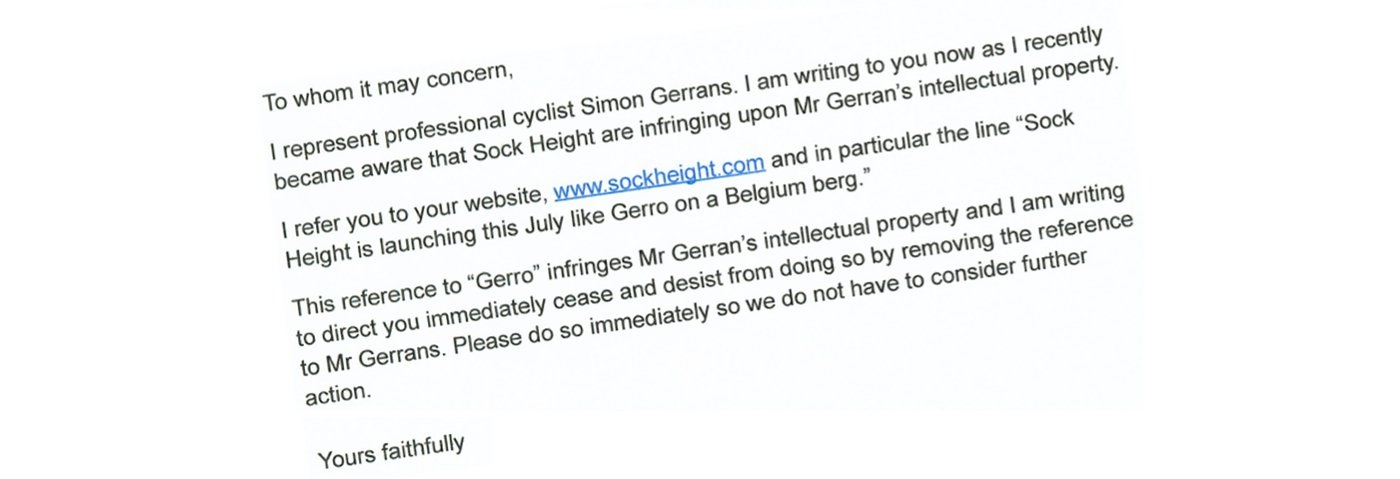 To whom it may concern,
I represent professional cyclist Simon Gerrans. I am writing to you now as I recently
became aware that Sock Height are infringing upon Mr Gerran’s intellectual property.
I refer you to your website, www.sockheight.com and in particular the line “Sock
Height is launching this July like Gerro on a Belgium berg.”
This reference to “Gerro” infringes Mr Gerran’s intellectual property and I am writing
to direct you immediately cease and desist from doing so by removing the reference
to Mr Gerrans. Please do so immediately so we do not have to consider further
action.
Yours faithfully